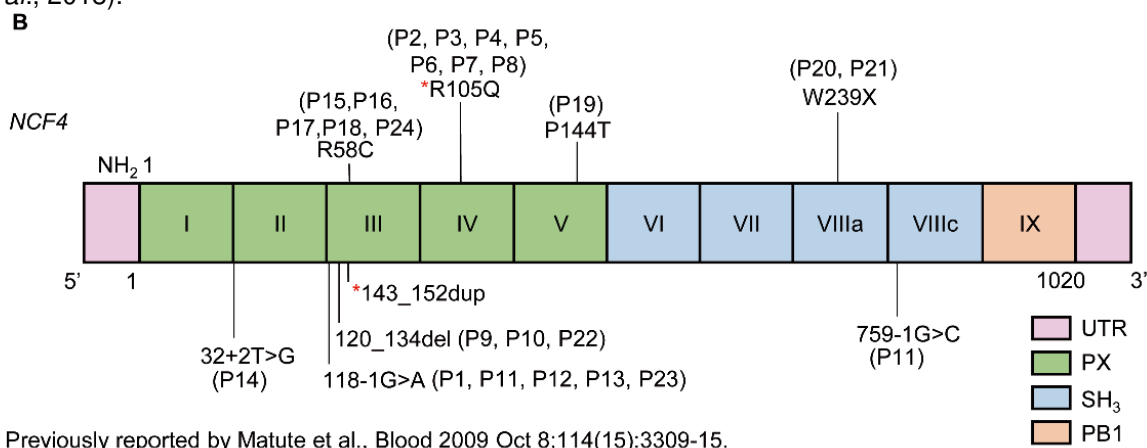 al., 2018).
B
(P2, P3, P4, P5,
P6, P7, P8)
*R105Q
(P20, P21)
W239X
(P15,P16,
P17,P18, P24)
R58C
(P19)
P144T
NCF4
NH2 1
I II III IV V VI VII VIIIa VIIIc IX
5’ 1 1020 3’
*143_152dup
120_134del (P9, P10, P22)
32+2T>G
(P14)
118-1G>A (P1, P11, P12, P13, P23)
759-1G>C
(P11)
UTR
PX
SH3
PB1
Previously reported by Matute et al., Blood 2009 Oct 8;114(15):3309-15.